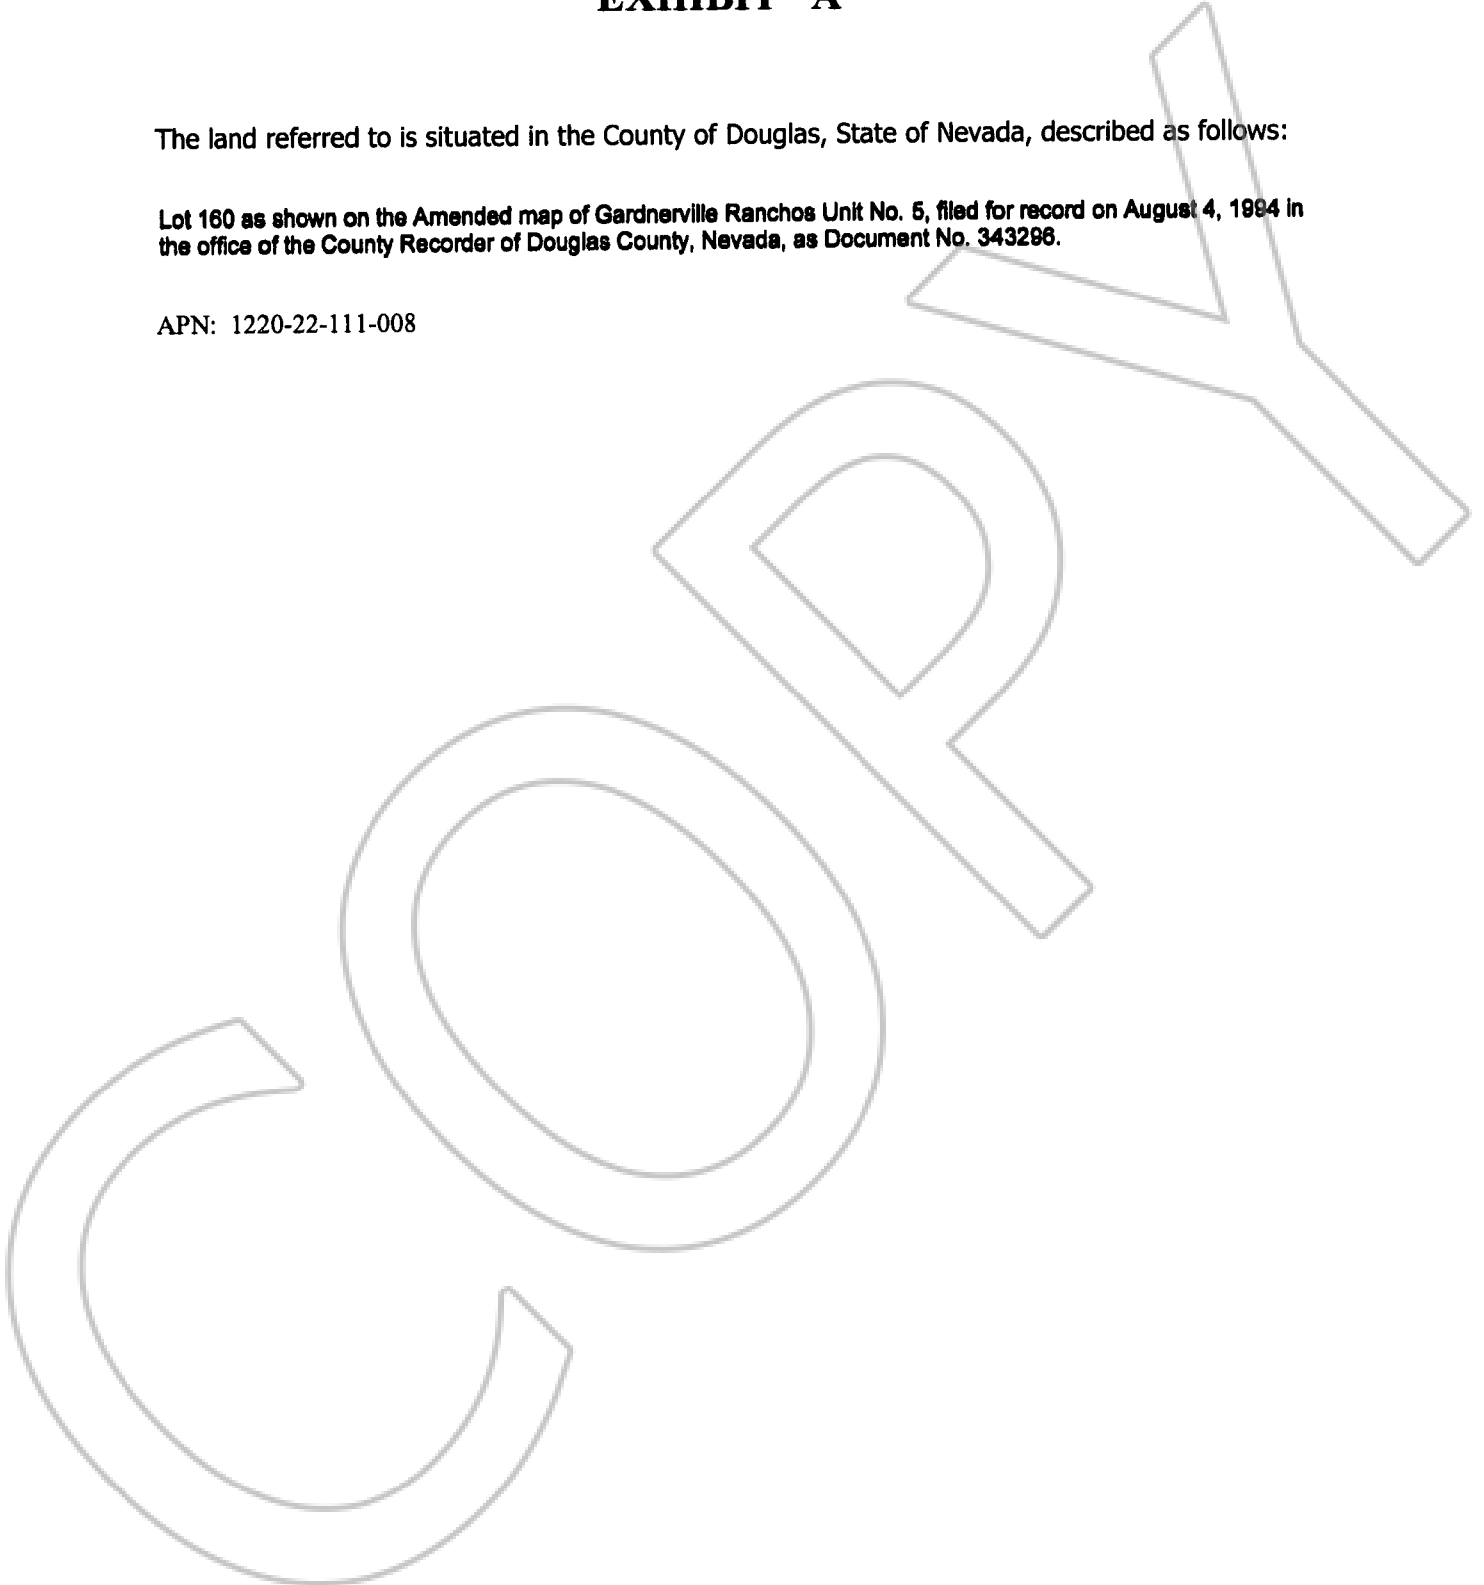 EXHIBIT "A"
The land referred to is situated in the County of Douglas, State of Nevada, described as follows:
Lot 160 as shown on the Amended map of Gardnerville Ranchos Unit No. 5, filed for record on August 4, 1994 in
the office of the County Recorder of Douglas County, Nevada, as Document No. 343296.
APN: 1220-22-111-008
COPY